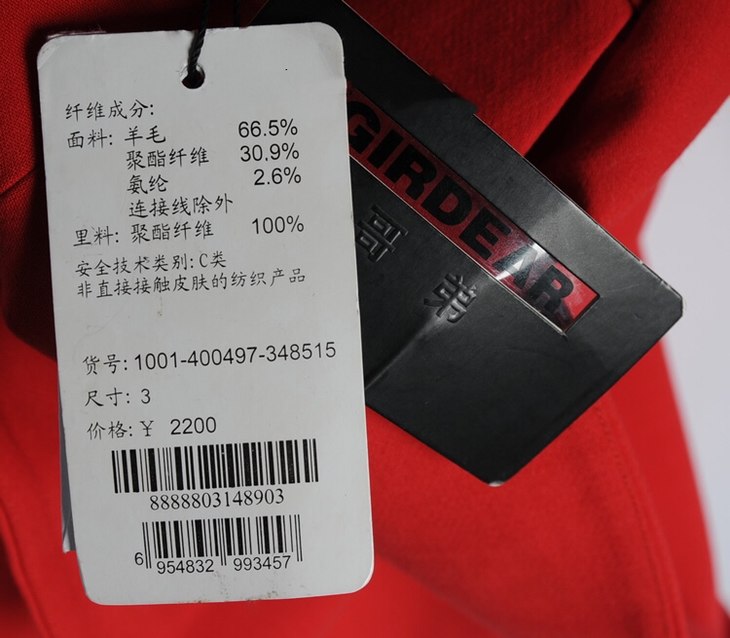 纤维成分:
面料: 羊毛 66.5%
聚酯纤维 30.9%
氨纶 2.6%
连接线除外
里料: 聚酯纤维 100%
安全技术类别: C类
非直接接触皮肤的纺织产品
货号: 1001-400497-348515
尺寸: 3
价格: ¥ 2200
8888803148903
6 954832 993457
GIRDEAR
哥弟